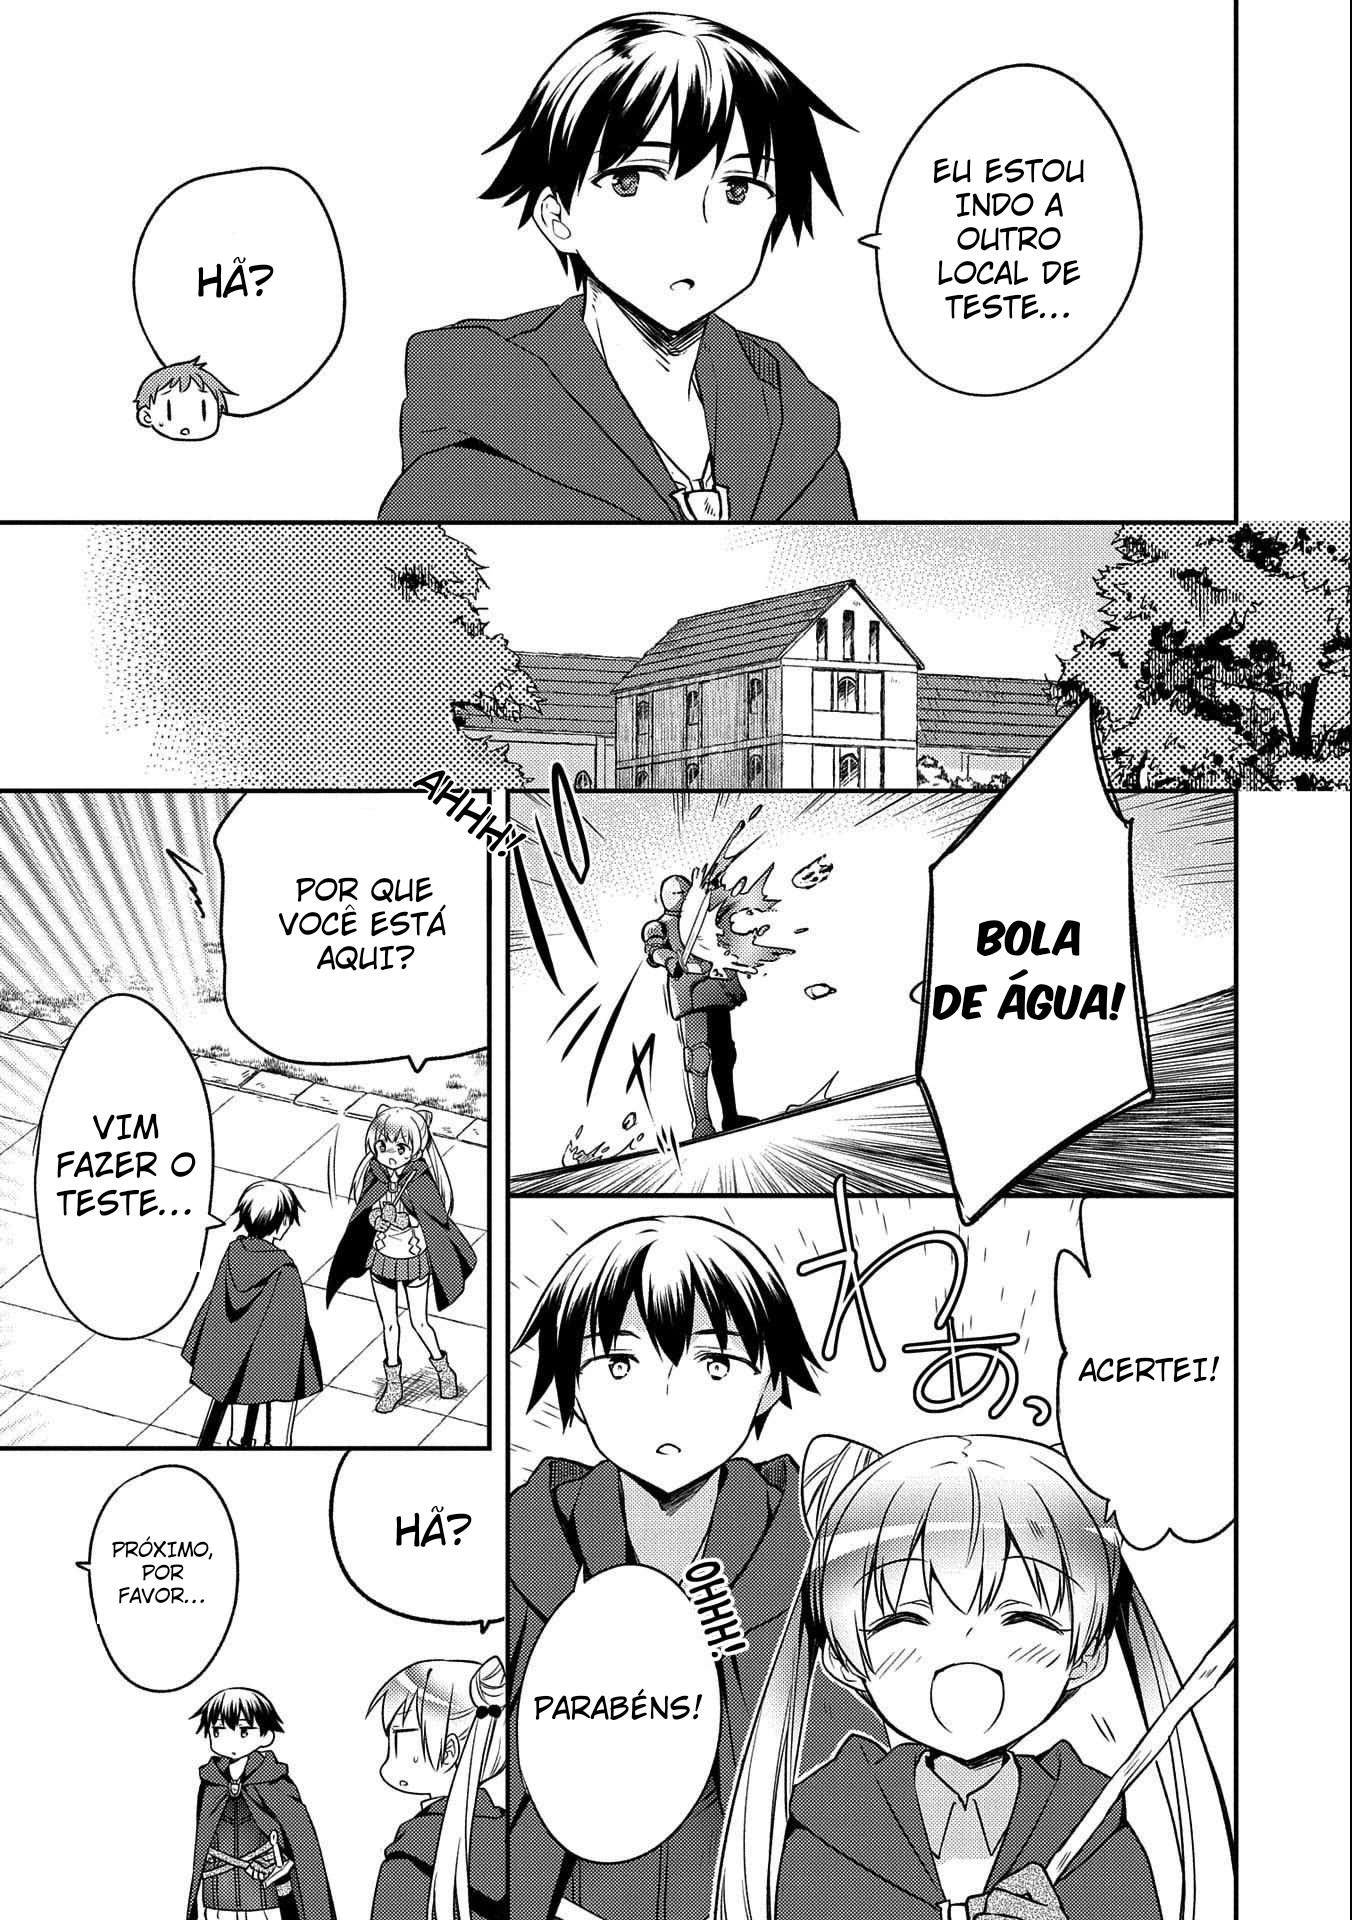 EU ESTOU
INDO A
OUTRO
LOCAL DE
TESTE...
HÃ?
BOLA
DE ÁGUA!
ACERTEI!
わぁっ
OHHH!
PARABÉNS!
AHHH!
POR QUE
VOCÊ ESTÁ
AQUI?
VIM
FAZER O
TESTE...
HÃ?
PRÓXIMO,
POR
FAVOR...